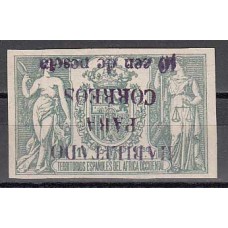 HABILITADO
PARA
CORREOS
10 cen de peseta
TERRITORIOS ESPAÑOLES DEL AFRICA OCCIDENTAL